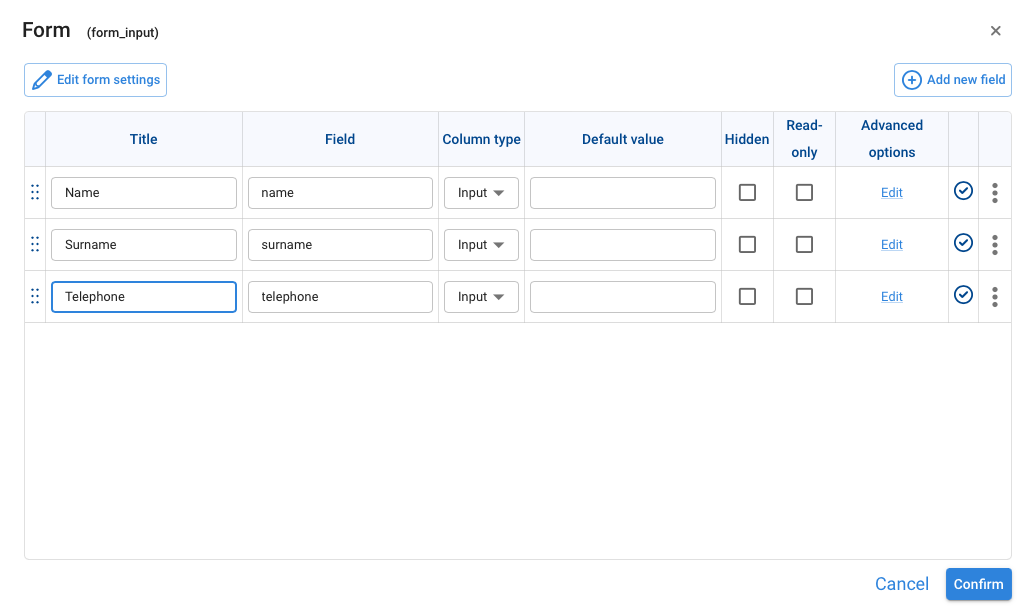 Form (form_input)
Edit form settings
Add new field
Title Field Column type Default value Hidden Read-only Advanced options
Name name Input Edit
Surname surname Input Edit
Telephone telephone Input Edit
Cancel Confirm